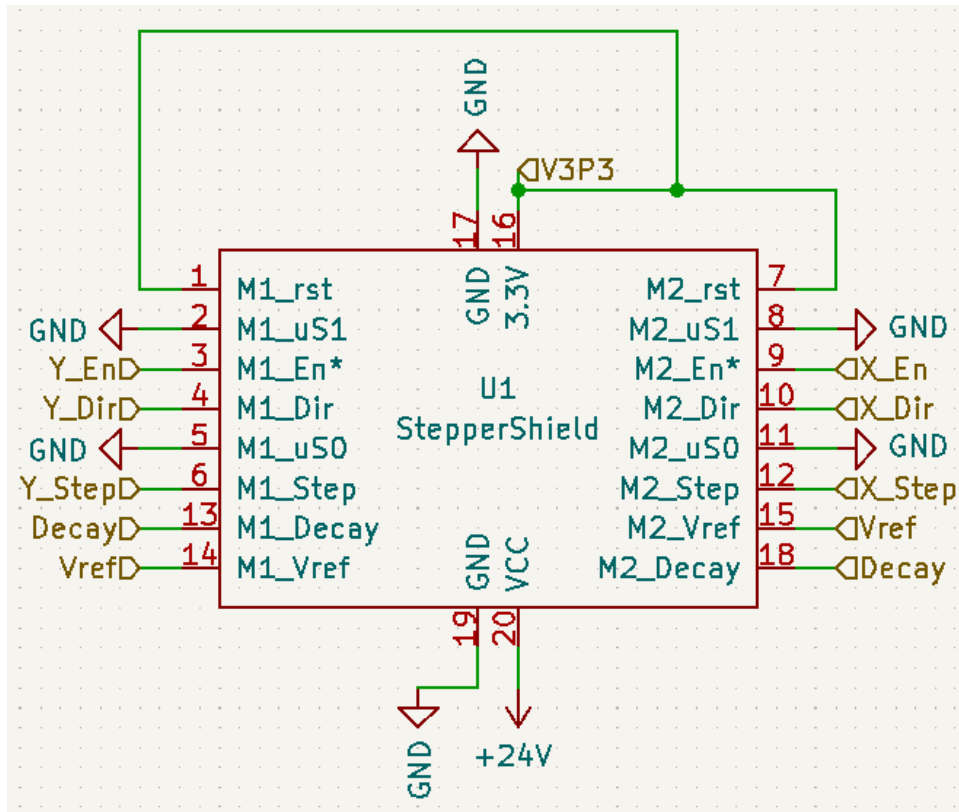 GND
V3P3
17 16
1 M1_rst GND 3.3V M2_rst 7
GND 2 M1_uS1 M2_uS1 8 GND
Y_En 3 M1_En* M2_En* 9 X_En
U1
Y_Dir 4 M1_Dir M2_Dir 10 X_Dir
StepperShield
GND 5 M1_uS0 M2_uS0 11 GND
Y_Step 6 M1_Step M2_Step 12 X_Step
Decay 13 M1_Decay M2_Vref 15 Vref
Vref 14 M1_Vref GND VCC M2_Decay 18 Decay
19 20
GND +24V